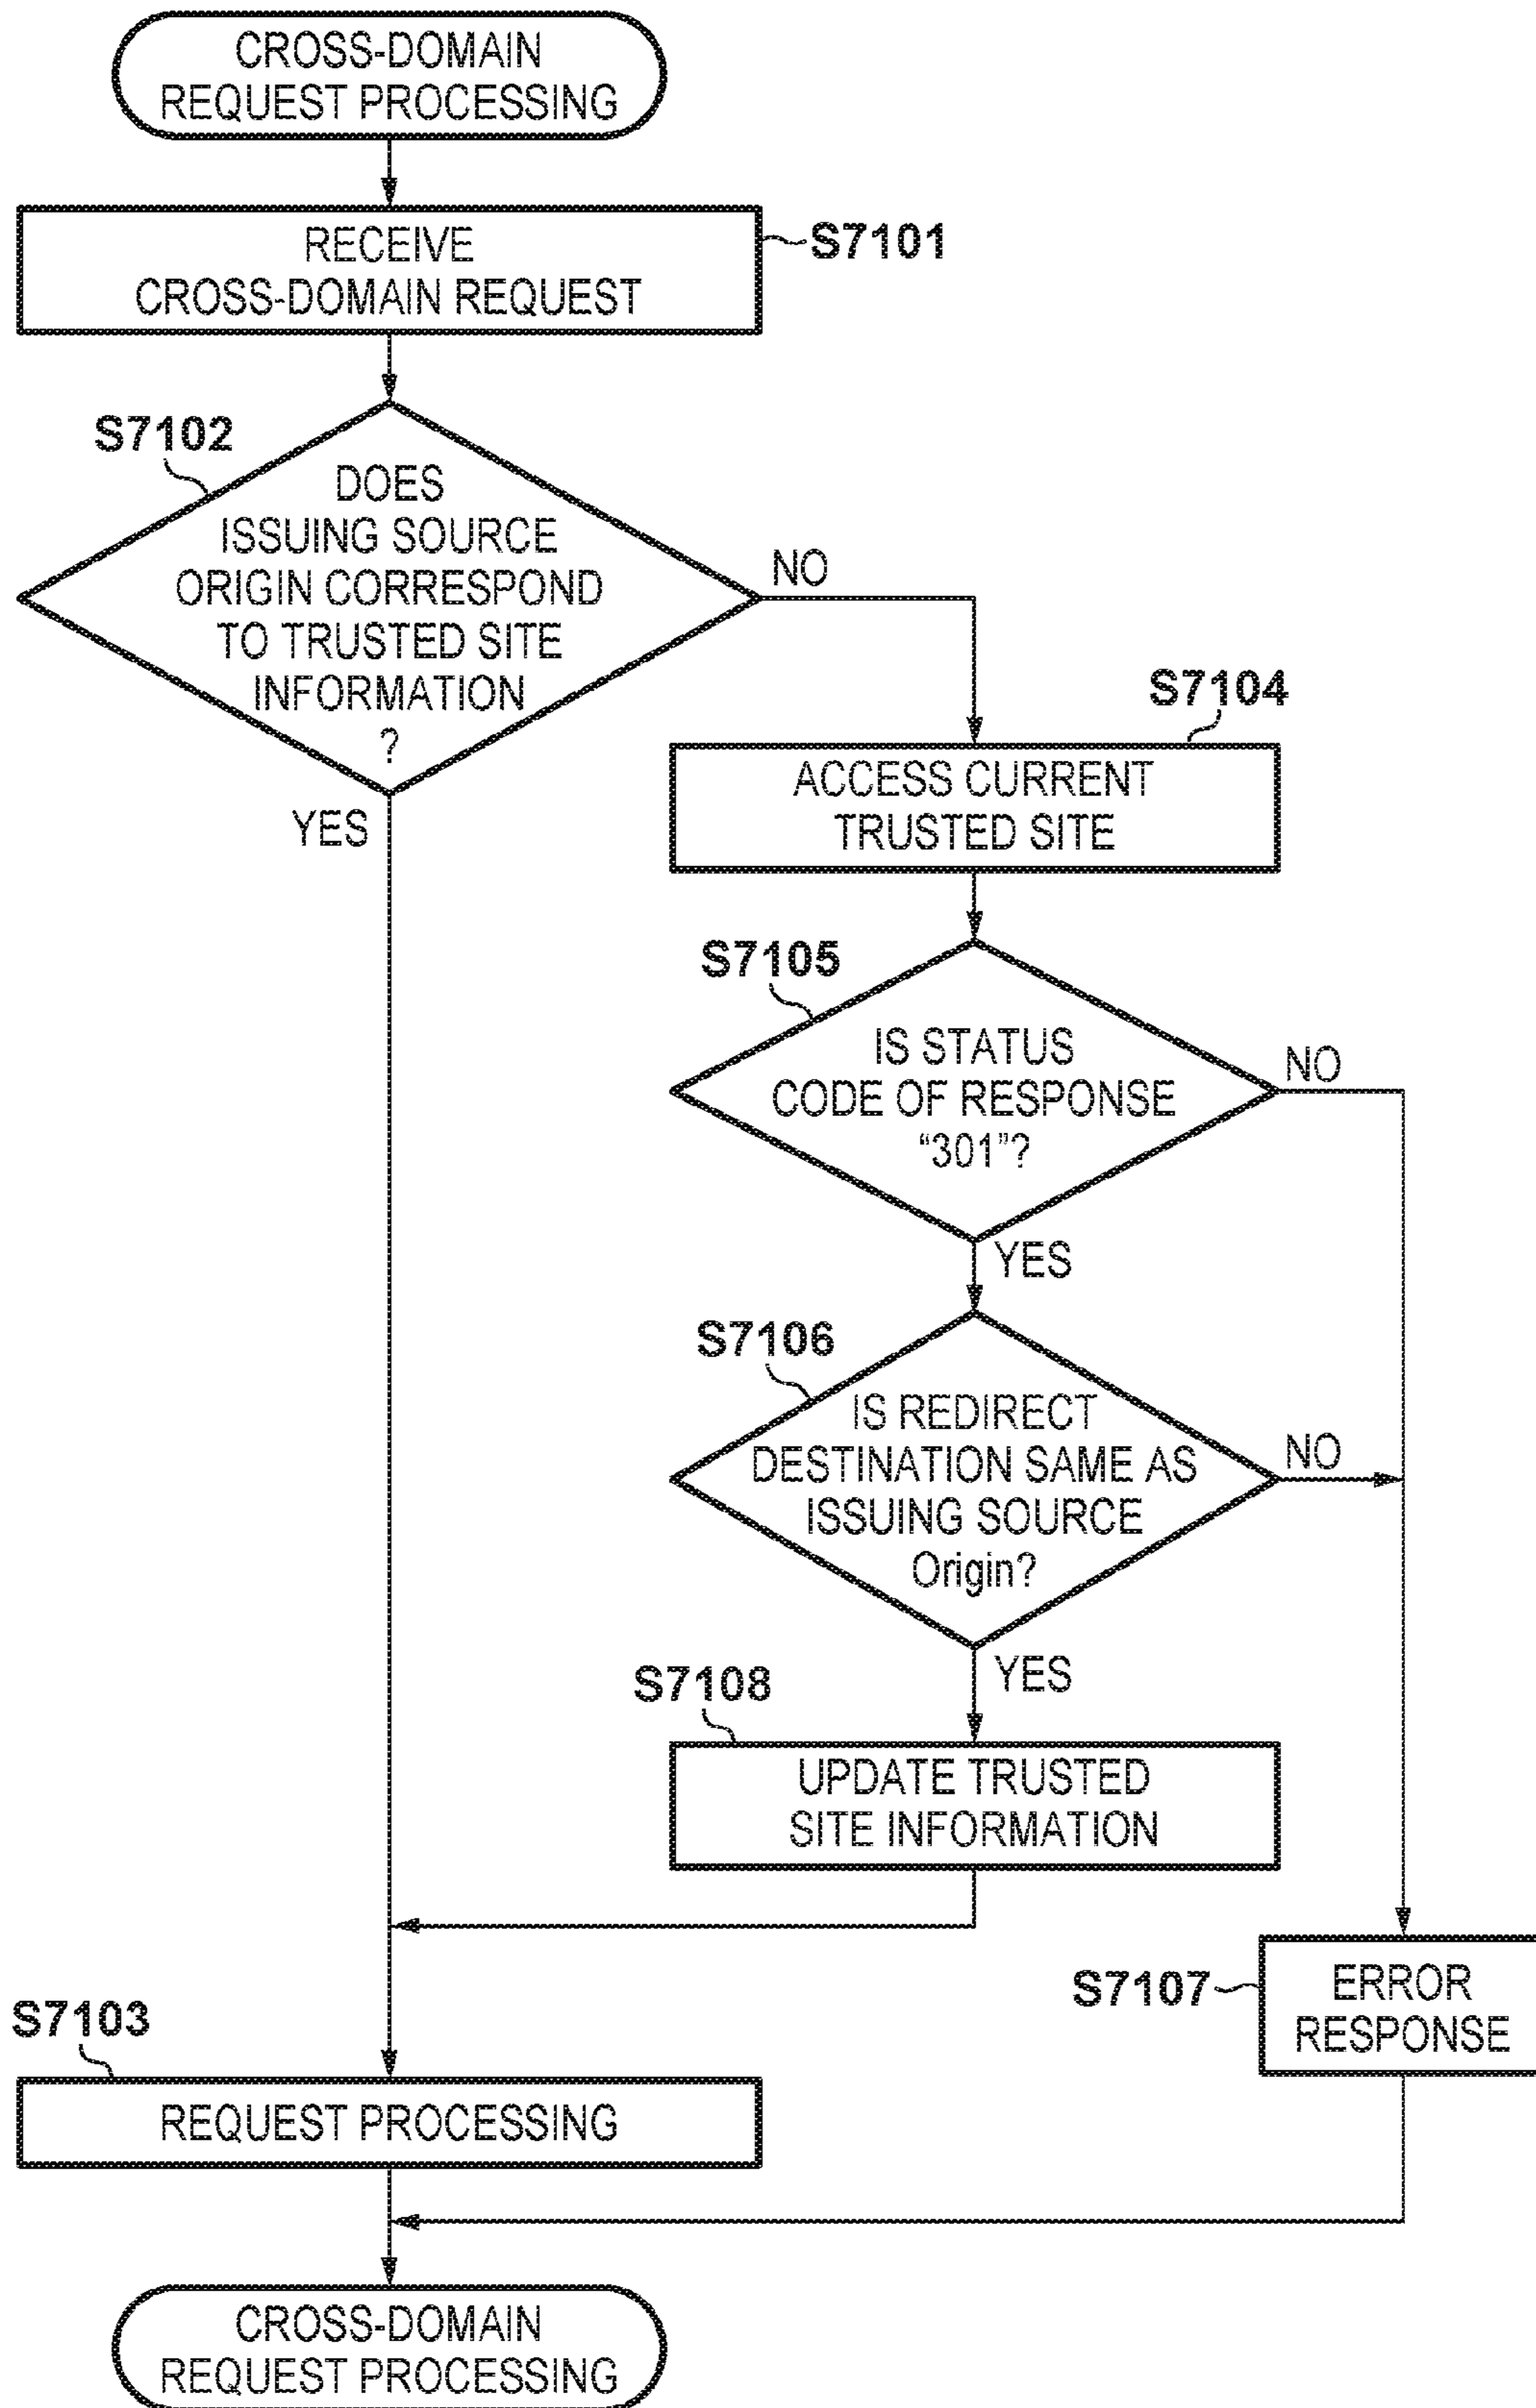 CROSS-DOMAIN
REQUEST PROCESSING
RECEIVE
CROSS-DOMAIN REQUEST
S7101
S7102
DOES
ISSUING SOURCE
ORIGIN CORRESPOND
TO TRUSTED SITE
INFORMATION
?
NO
YES
S7104
ACCESS CURRENT
TRUSTED SITE
S7105
IS STATUS
CODE OF RESPONSE
“301”?
NO
YES
S7106
IS REDIRECT
DESTINATION SAME AS
ISSUING SOURCE
Origin?
NO
YES
S7108
UPDATE TRUSTED
SITE INFORMATION
S7107
ERROR
RESPONSE
S7103
REQUEST PROCESSING
CROSS-DOMAIN
REQUEST PROCESSING